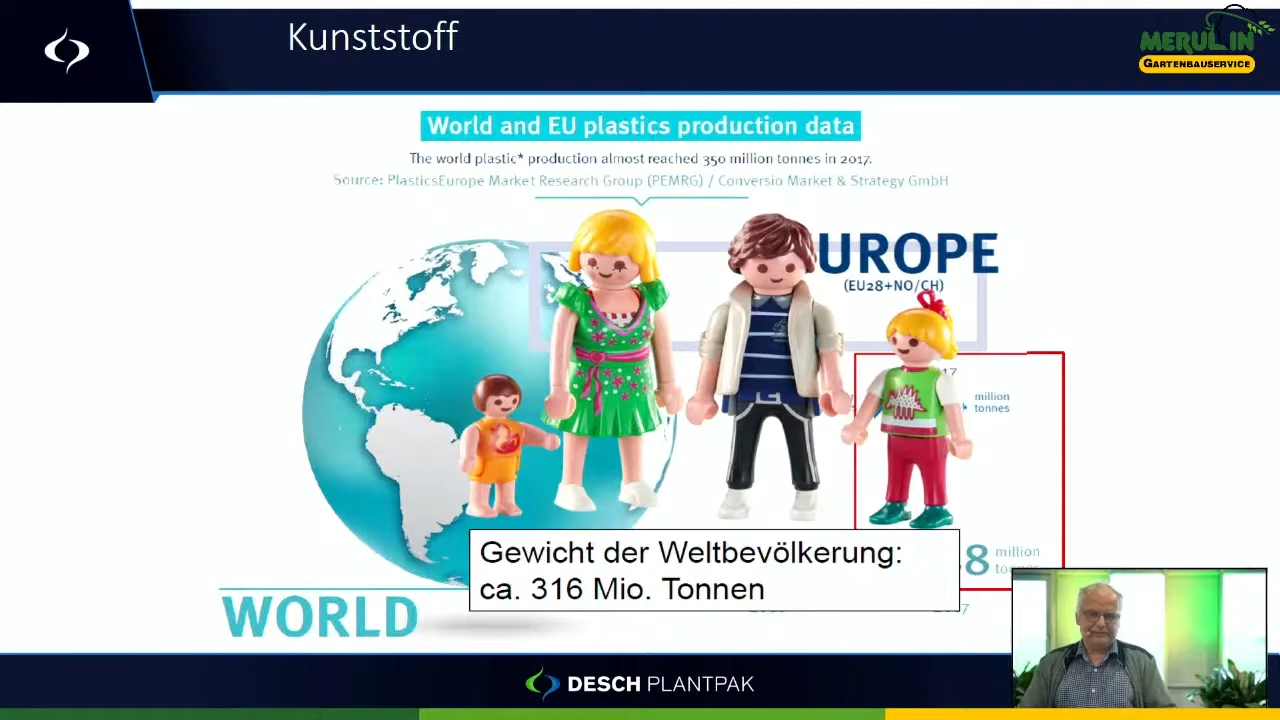 Kunststoff
MERULIN
GARTENBAUSERVICE
World and EU plastics production data
The world plastic* production almost reached 350 million tonnes in 2017.
Source: PlasticsEurope Market Research Group (PEMRG) / Conversio Market & Strategy GmbH
UROPE
(EU28+NO/CH)
million
tonnes
Gewicht der Weltbevölkerung:
ca. 316 Mio. Tonnen
8 million
WORLD
DESCH PLANTPAK